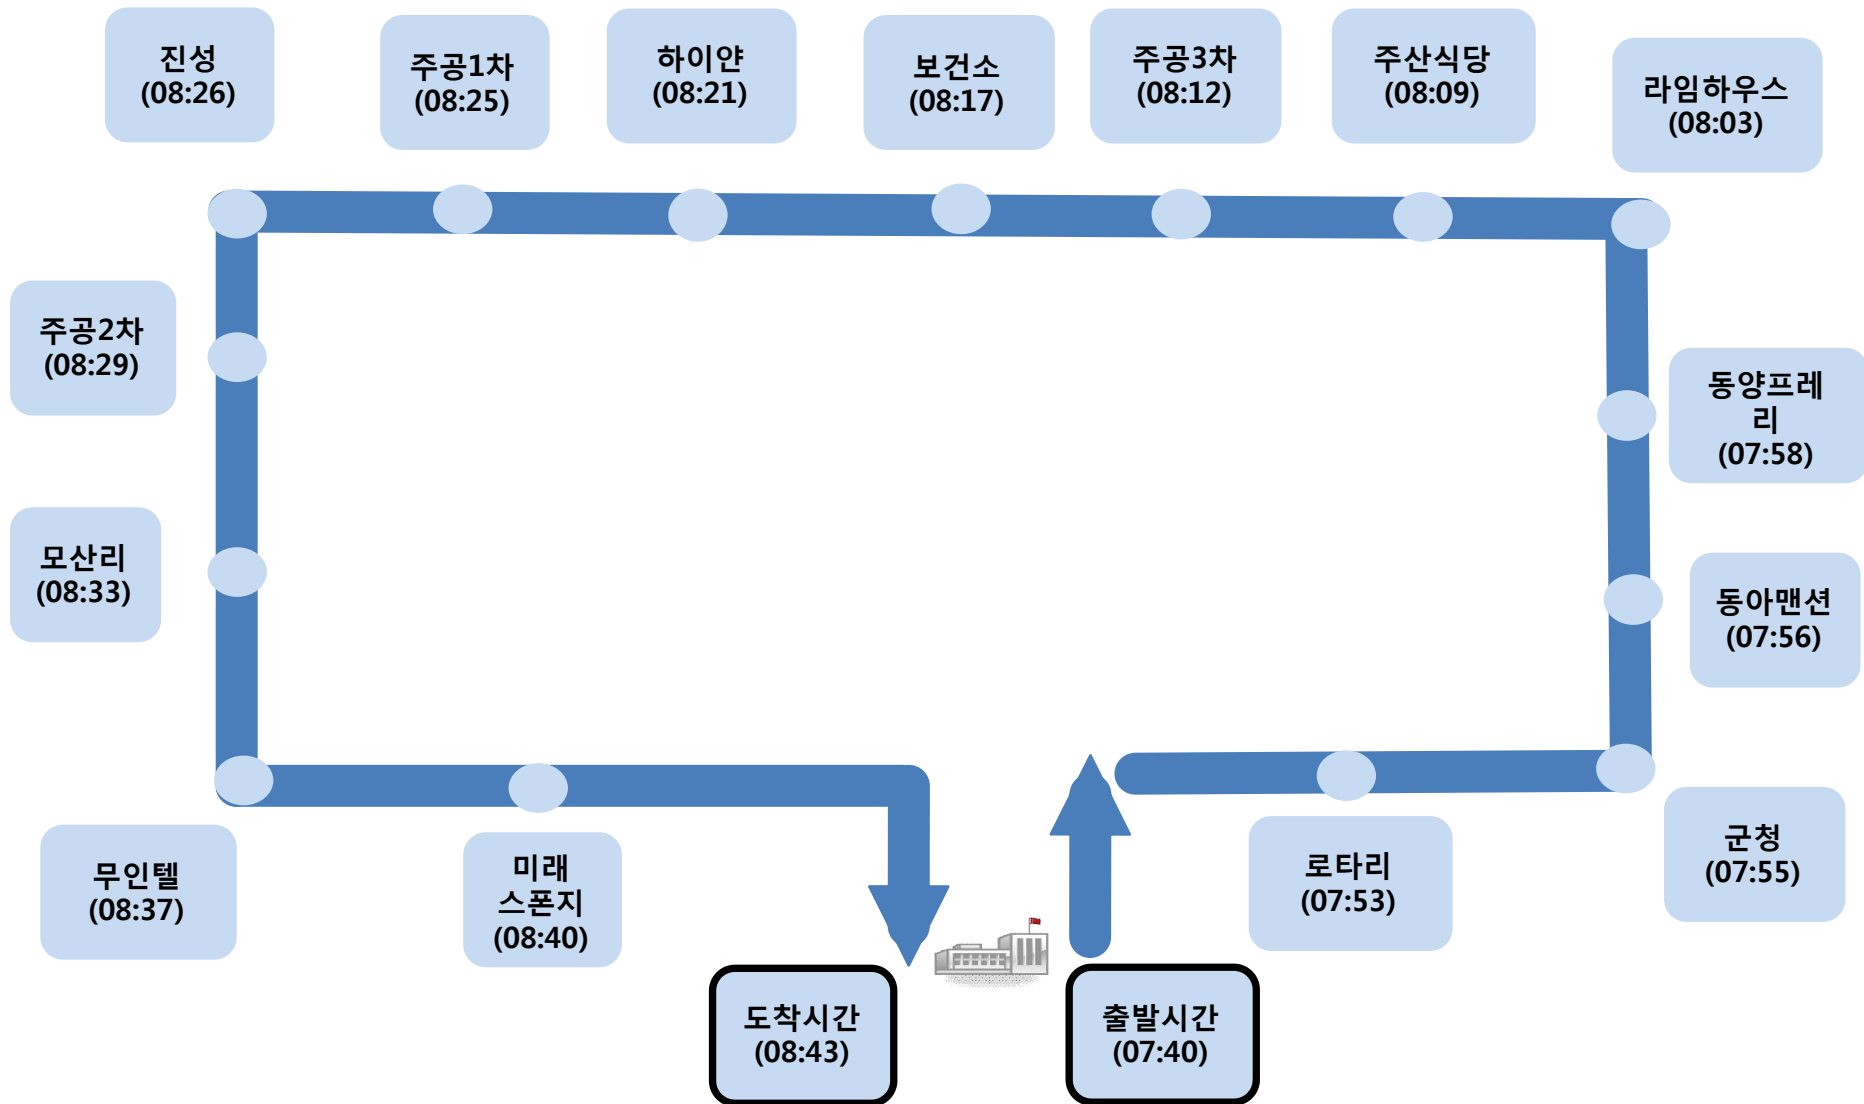 진성
(08:26)
주공1차
(08:25)
하이얀
(08:21)
보건소
(08:17)
주공3차
(08:12)
주산식당
(08:09)
라임하우스
(08:03)
주공2차
(08:29)
동양프레
리
(07:58)
모산리
(08:33)
동아맨션
(07:56)
무인텔
(08:37)
미래
스폰지
(08:40)
로타리
(07:53)
군청
(07:55)
도착시간
(08:43)
출발시간
(07:40)